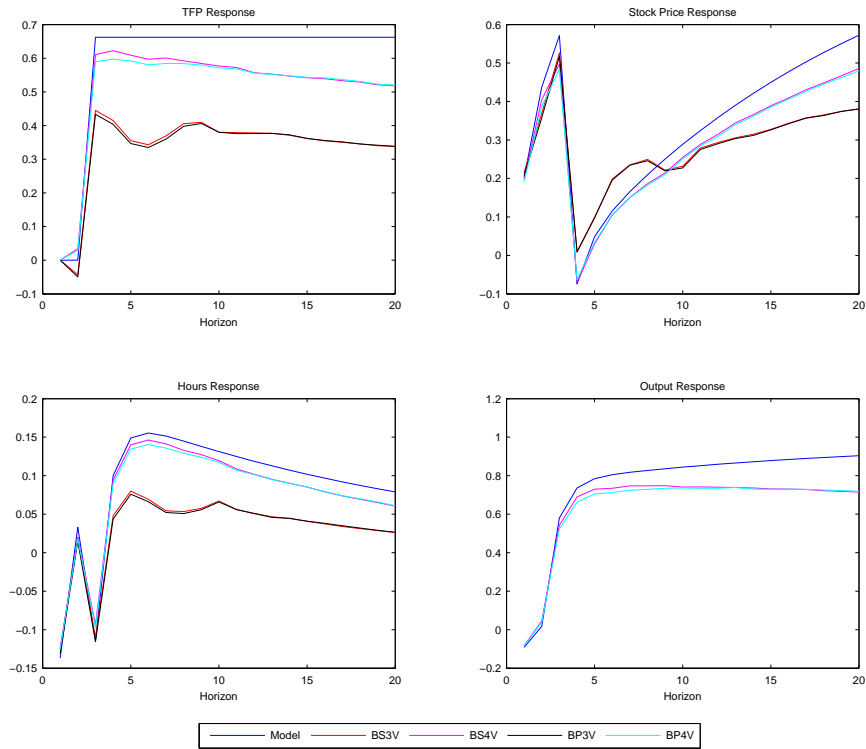 TFP Response
0.7
0.6
0.5
0.4
0.3
0.2
0.1
0
−0.1
0 5 10 15 20
Horizon
Stock Price Response
0.6
0.5
0.4
0.3
0.2
0.1
0
−0.1
0 5 10 15 20
Horizon
Hours Response
0.2
0.15
0.1
0.05
0
−0.05
−0.1
−0.15
0 5 10 15 20
Horizon
Output Response
1.2
1
0.8
0.6
0.4
0.2
0
−0.2
0 5 10 15 20
Horizon
Model BS3V BS4V BP3V BP4V